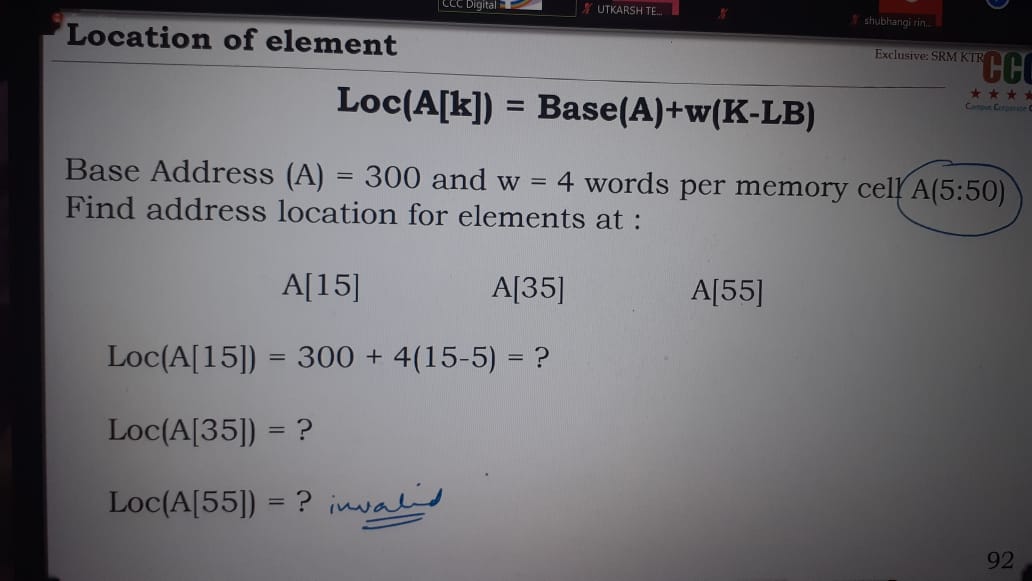 CCC Digital
UTKARSH TE...
shubhangi rin...
Location of element
Exclusive: SRM KTR
CCC
Loc(A[k]) = Base(A)+w(K-LB)
Base Address (A) = 300 and w = 4 words per memory cell A(5:50)
Find address location for elements at :
A[15] A[35] A[55]
Loc(A[15]) = 300 + 4(15-5) = ?
Loc(A[35]) = ?
Loc(A[55]) = ? invalid
92